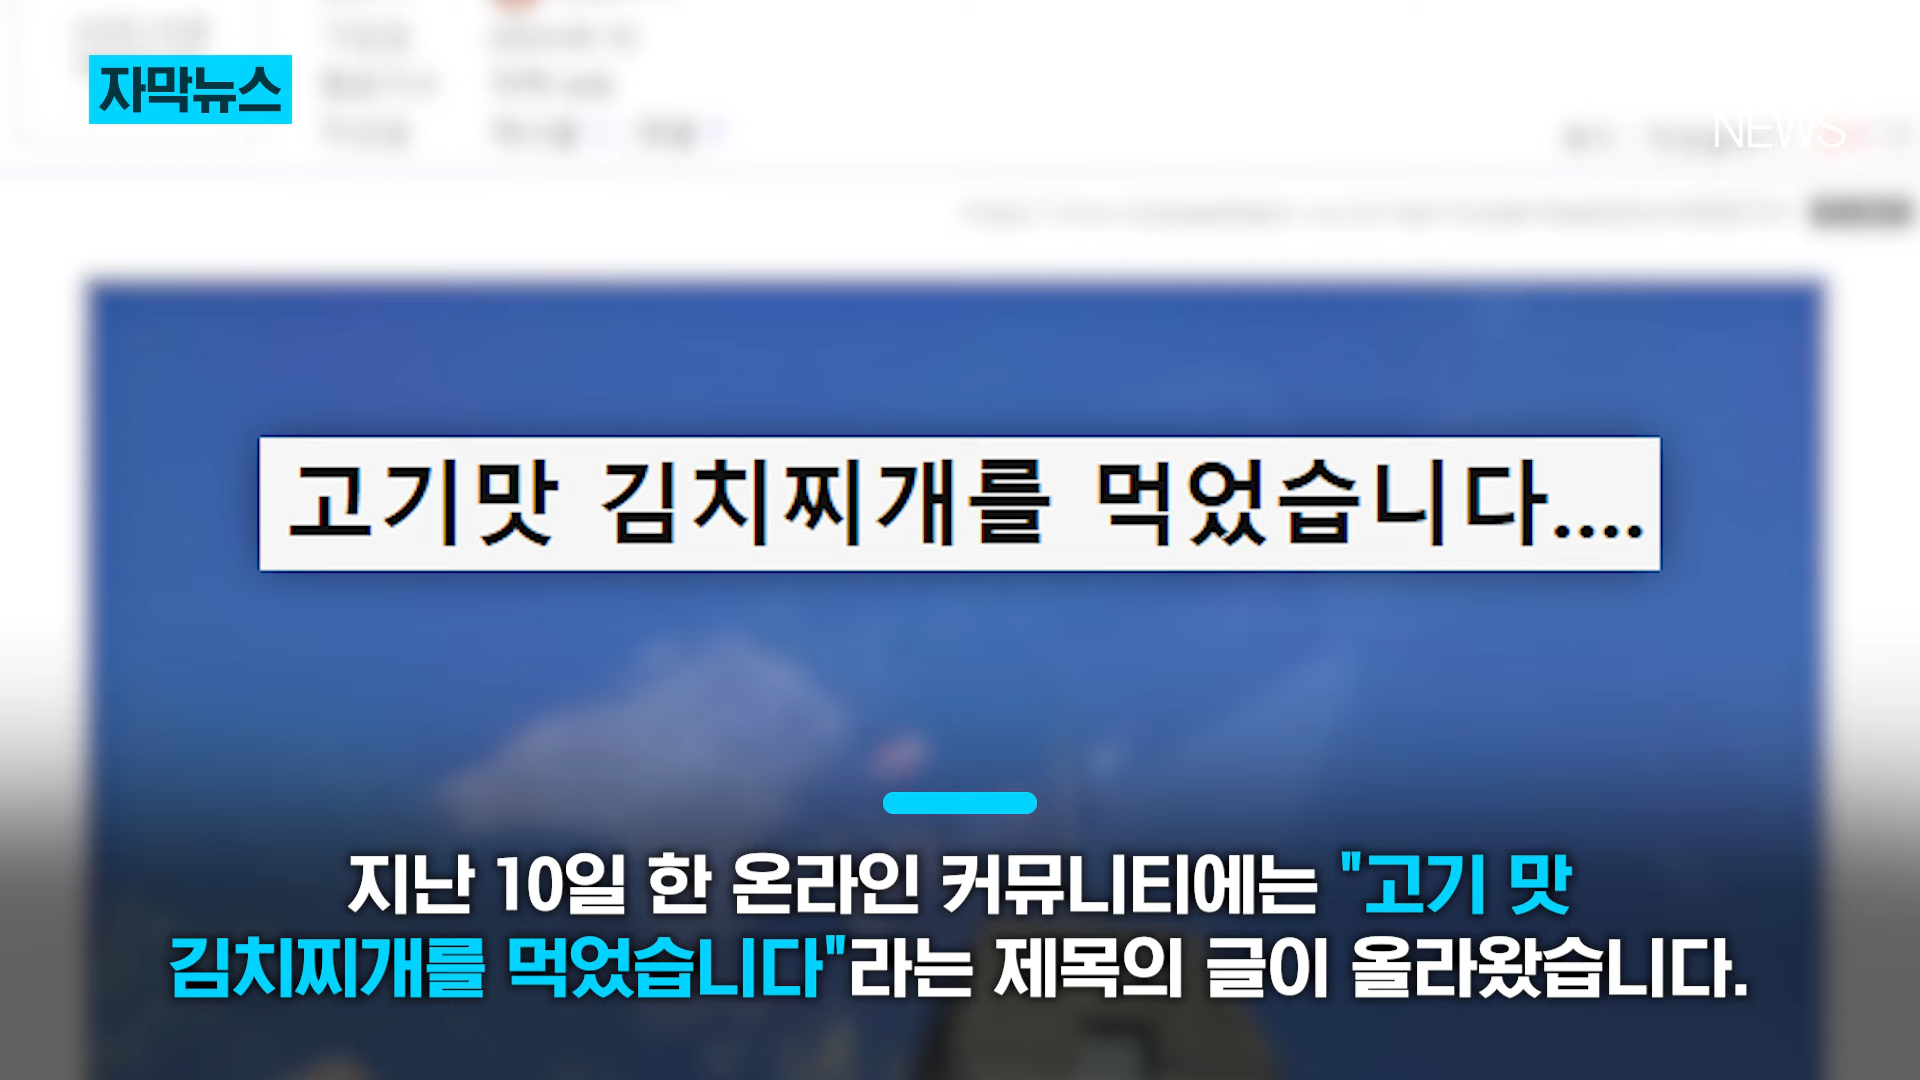 자막뉴스
NEWS
고기맛 김치찌개를 먹었습니다....
지난 10일 한 온라인 커뮤니티에는 "고기 맛
김치찌개를 먹었습니다"라는 제목의 글이 올라왔습니다.